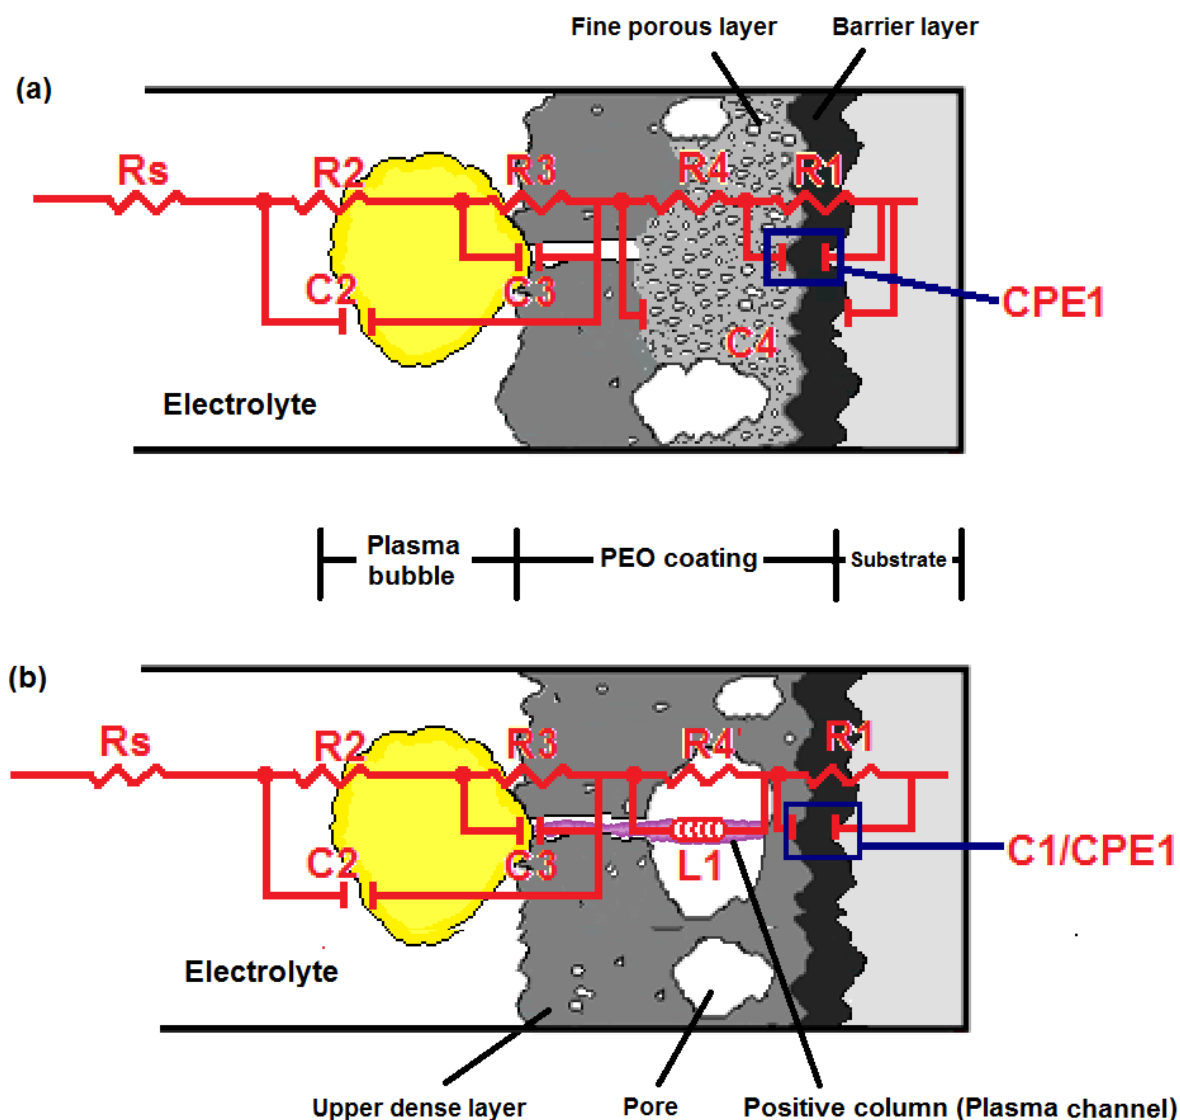 Fine porous layer
Barrier layer
(a)
Rs
R2
R3
R4
R1
C2
C3
CPE1
C4
Electrolyte
Plasma
bubble
PEO coating
Substrate
(b)
Rs
R2
R3
R4'
R1
C2
C3
L1
C1/CPE1
Electrolyte
Upper dense layer
Pore
Positive column (Plasma channel)